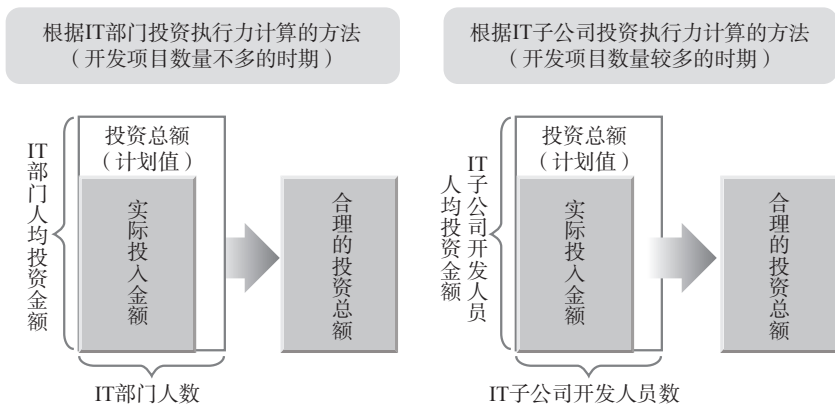 根据IT部门投资执行力计算的方法
（开发项目数量不多的时期）
IT部门人均投资金额
投资总额
（计划值）
实际投入金额
合理的投资总额
IT部门人数
根据IT子公司投资执行力计算的方法
（开发项目数量较多的时期）
IT子公司开发人员
人均投资金额
投资总额
（计划值）
实际投入金额
合理的投资总额
IT子公司开发人员数